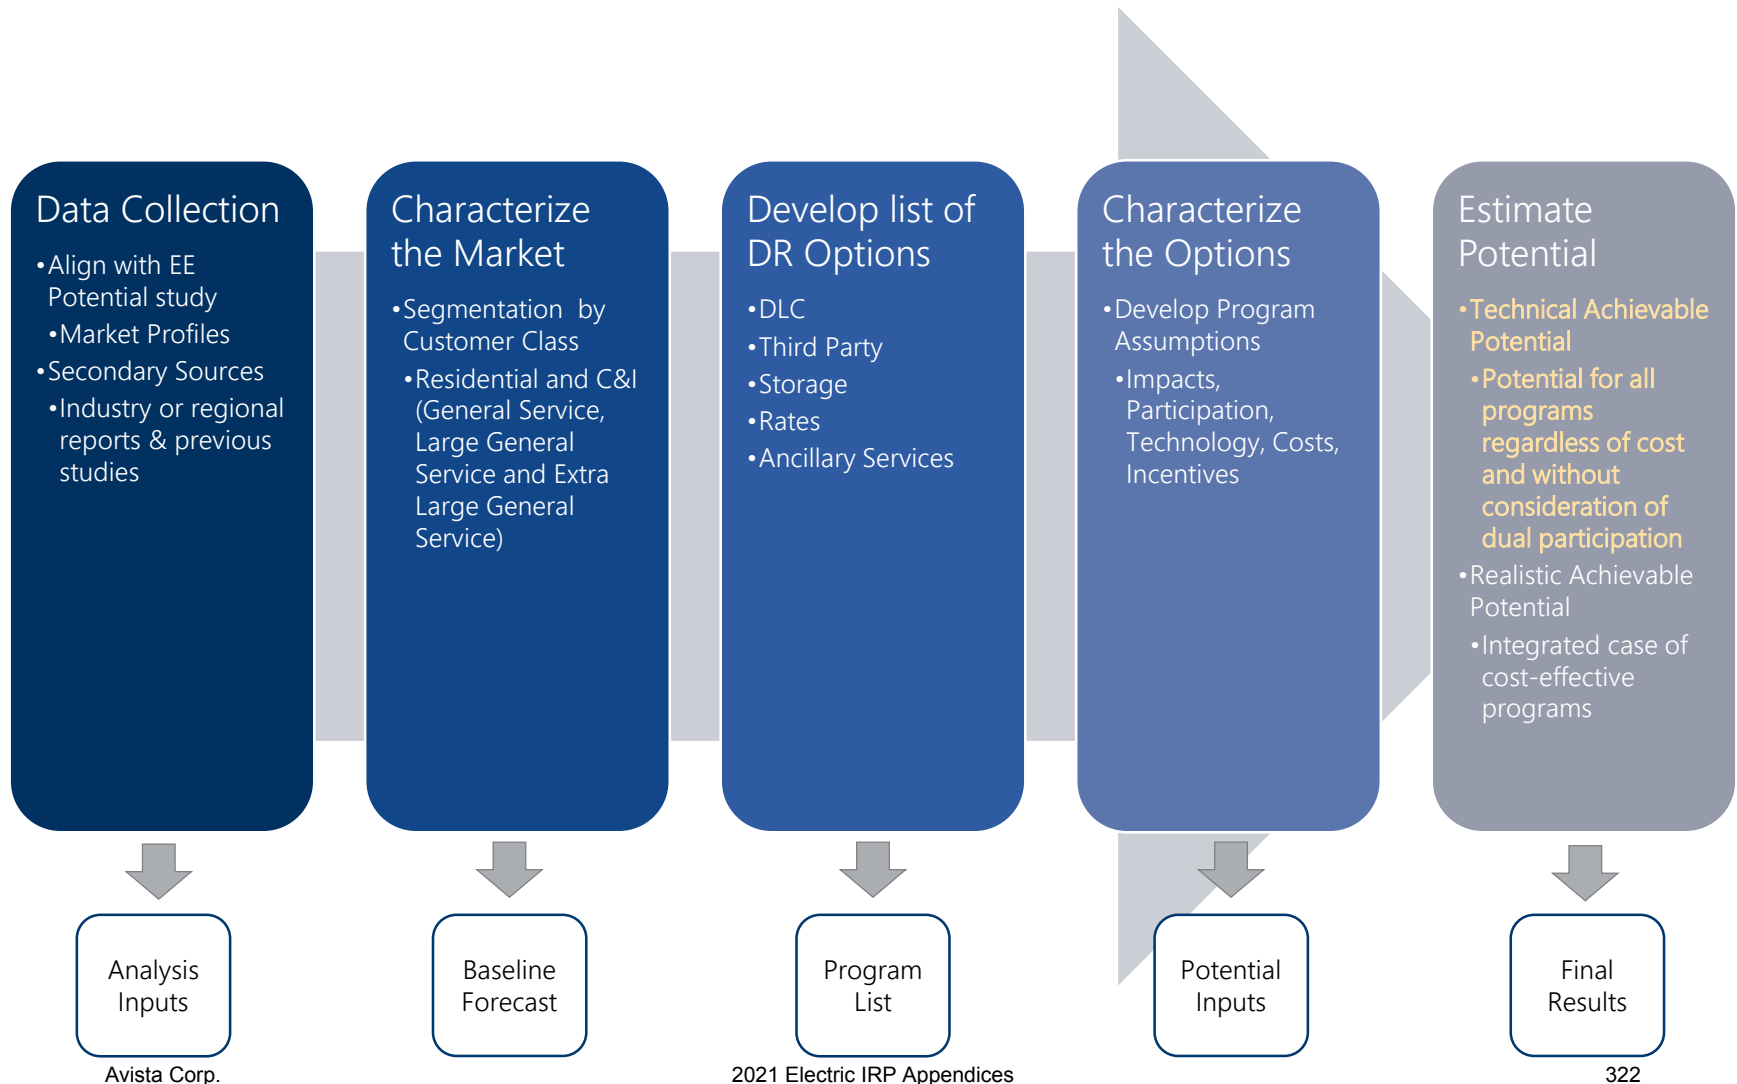 Data Collection
•Align with EE
Potential study
•Market Profiles
•Secondary Sources
•Industry or regional
reports & previous
studies
Characterize
the Market
•Segmentation by
Customer Class
•Residential and C&I
(General Service,
Large General
Service and Extra
Large General
Service)
Develop list of
DR Options
•DLC
•Third Party
•Storage
•Rates
•Ancillary Services
Characterize
the Options
•Develop Program
Assumptions
•Impacts,
Participation,
Technology, Costs,
Incentives
Estimate
Potential
•Technical Achievable
Potential
•Potential for all
programs
regardless of cost
and without
consideration of
dual participation
•Realistic Achievable
Potential
•Integrated case of
cost-effective
programs
Analysis
Inputs
Baseline
Forecast
Program
List
Potential
Inputs
Final
Results
Avista Corp.
2021 Electric IRP Appendices
322